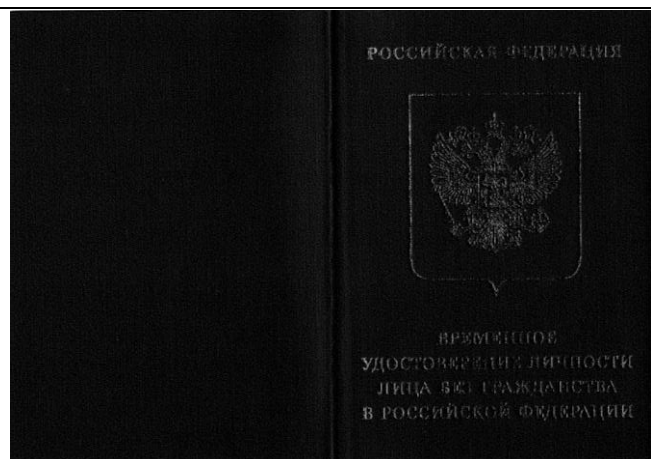 РОССИЙСКАЯ ФЕДЕРАЦИЯ
ВРЕМЕННОЕ
УДОСТОВЕРЕНИЕ ЛИЧНОСТИ
ЛИЦА БЕЗ ГРАЖДАНСТВА
В РОССИЙСКОЙ ФЕДЕРАЦИИ